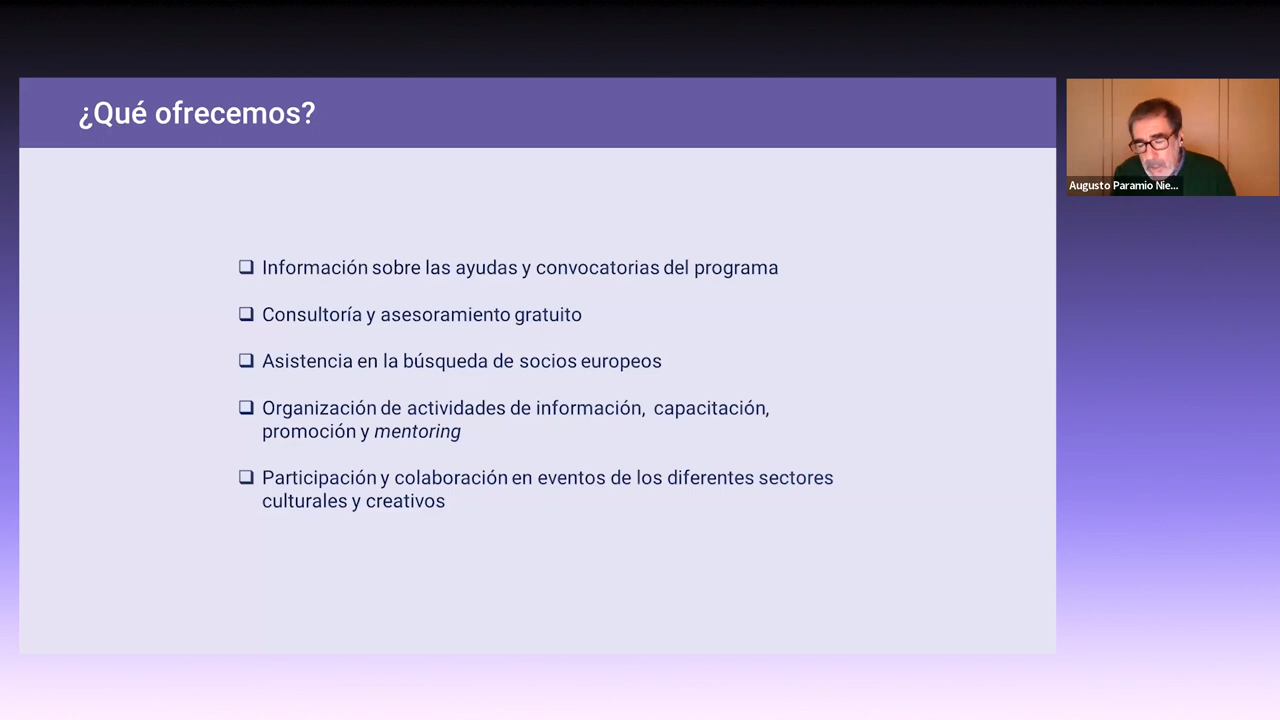 ¿Qué ofrecemos?
Información sobre las ayudas y convocatorias del programa
Consultoría y asesoramiento gratuito
Asistencia en la búsqueda de socios europeos
Organización de actividades de información, capacitación,
promoción y mentoring
Participación y colaboración en eventos de los diferentes sectores
culturales y creativos
Augusto Paramio Nie...